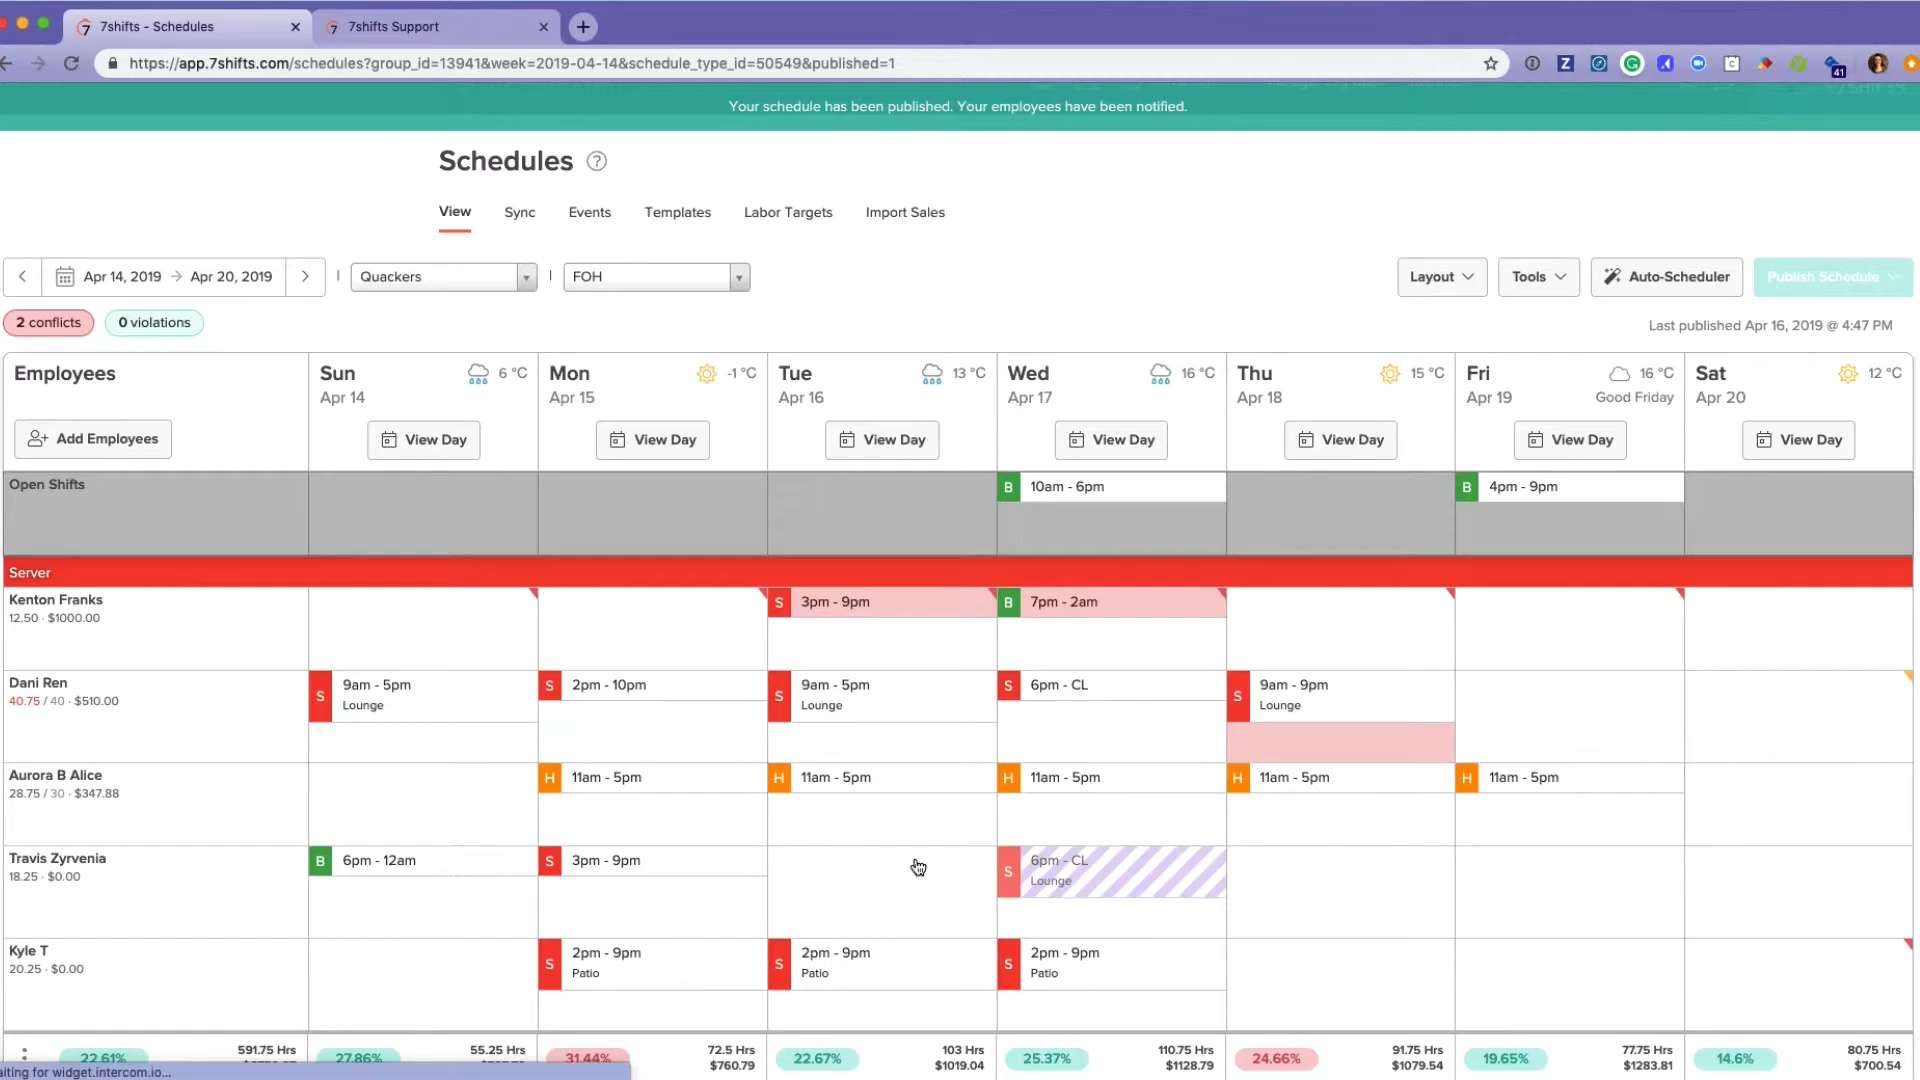 7shifts - Schedules
7shifts Support
https://app.7shifts.com/schedules?group_id=13941&week=2019-04-14&schedule_type_id=50549&published=1
41
Your schedule has been published. Your employees have been notified.
Schedules ?
View Sync Events Templates Labor Targets Import Sales
Apr 14, 2019 → Apr 20, 2019 Quackers FOH Layout Tools Auto-Scheduler Publish Schedule
2 conflicts 0 violations Last published Apr 16, 2019 @ 4:47 PM
Employees Sun 6 °C Mon -1 °C Tue 13 °C Wed 16 °C Thu 15 °C Fri 16 °C Sat 12 °C
Apr 14 Apr 15 Apr 16 Apr 17 Apr 18 Apr 19 Good Friday Apr 20
Add Employees View Day View Day View Day View Day View Day View Day View Day
Open Shifts B 10am - 6pm B 4pm - 9pm
Server
Kenton Franks S 3pm - 9pm B 7pm - 2am
12.50 · $1000.00
Dani Ren S 9am - 5pm S 2pm - 10pm S 9am - 5pm S 6pm - CL S 9am - 9pm
40.75 / 40 · $510.00 Lounge Lounge Lounge
Aurora B Alice H 11am - 5pm H 11am - 5pm H 11am - 5pm H 11am - 5pm H 11am - 5pm
28.75 / 30 · $347.88
Travis Zyrvenia B 6pm - 12am S 3pm - 9pm S 6pm - CL
18.25 · $0.00 Lounge
Kyle T S 2pm - 9pm S 2pm - 9pm S 2pm - 9pm
20.25 · $0.00 Patio Patio Patio
22.61% 591.75 Hrs 27.86% 55.25 Hrs 31.44% 72.5 Hrs 22.67% 103 Hrs 25.37% 110.75 Hrs 24.66% 91.75 Hrs 19.65% 77.75 Hrs 14.6% 80.75 Hrs
$760.79 $1019.04 $1128.79 $1079.54 $1283.81 $700.54
aiting for widget.intercom.io...